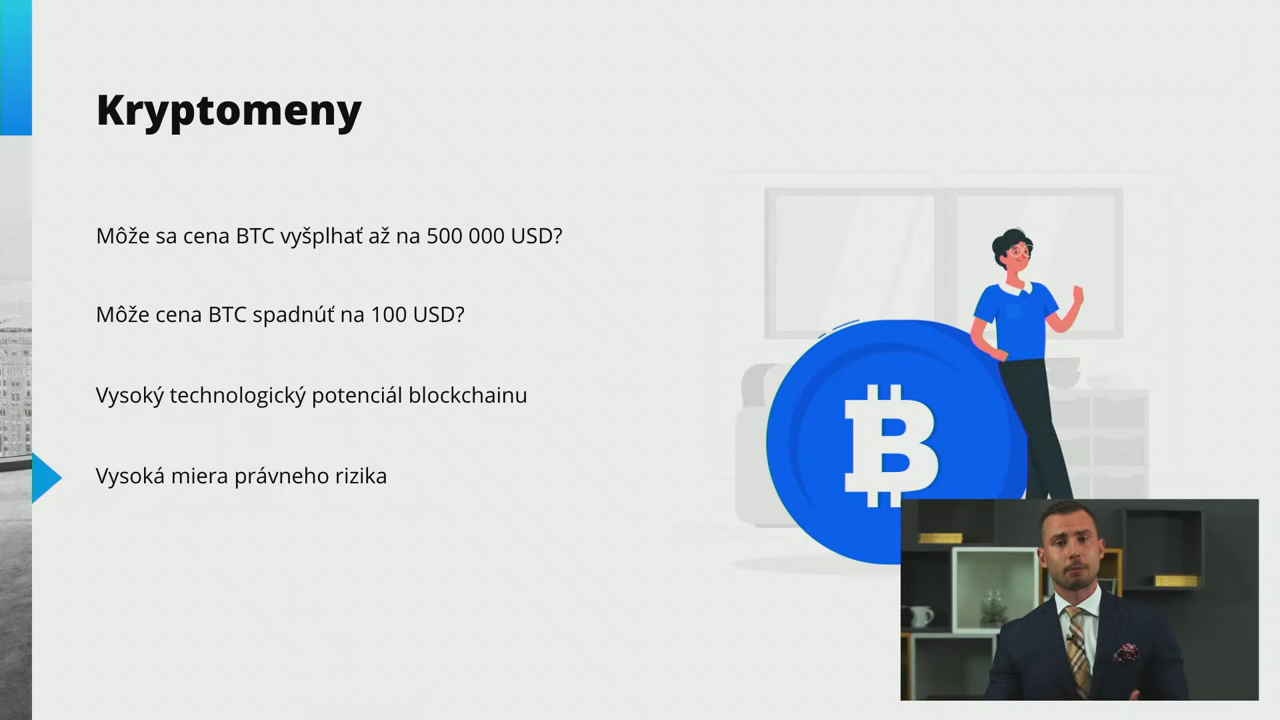 Kryptomeny
Môže sa cena BTC vyšplhať až na 500 000 USD?
Môže cena BTC spadnúť na 100 USD?
Vysoký technologický potenciál blockchainu
Vysoká miera právneho rizika